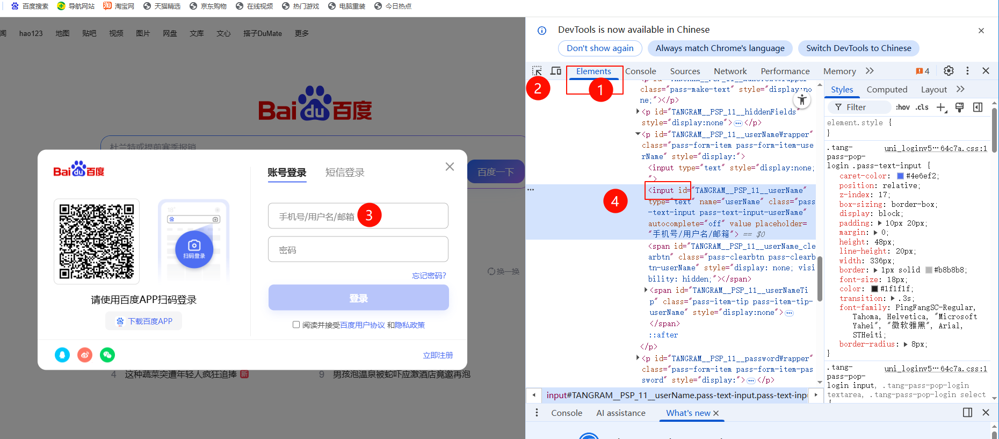 百度搜索 导航网站 淘 淘宝网 天猫精选 京东购物 在线视频 热门游戏 电脑重装 今日热点
闻 hao123 地图 贴吧 视频 图片 网盘 文库 文心 搭子DuMate 更多
Bai du 百度
杜兰特或提前赛季报销
百度一下
换一换
Bai du 百度
账号登录 短信登录
手机号/用户名/邮箱 3
密码
忘记密码?
登录
阅读并接受百度用户协议 和隐私政策
扫码登录
请使用百度APP扫码登录
下载百度APP
立即注册
4 这种蔬菜突遭年轻人疯狂追捧 新
9 男孩泡温泉被蛇吓应激酒店竟邀再泡
DevTools is now available in Chinese
Don't show again Always match Chrome's language Switch DevTools to Chinese
Elements Console Sources Network Performance Memory 4
2 1
class="pass-make-text" style="display:no
ne;"></p>
<p id="TANGRAM__PSP_11__hiddenFields"
style="display:none">…</p>
<p id="TANGRAM__PSP_11__userNameWrapper"
class="pass-form-item pass-form-item-use
rName" style="display:">
<input type="text" style="display:none;
">
<input id="TANGRAM__PSP_11__userName"
4
type="text" name="userName" class="pass
-text-input pass-text-input-userName"
autocomplete="off" value placeholder=
"手机号/用户名/邮箱"> == $0
<span id="TANGRAM__PSP_11__userName_cle
arbtn" class="pass-clearbtn pass-clearb
tn-userName" style="display: none; visi
bility: hidden;"></span>
<span id="TANGRAM__PSP_11__userNameTi
p" class="pass-item-tip pass-item-tip-
userName" style="display:none">…
</span>
::after
</p>
<p id="TANGRAM__PSP_11__passwordWrapper"
class="pass-form-item pass-form-item-pas
sword" style="display:">…</p>
input#TANGRAM__PSP_11__userName.pass-text-input.pass-text-inpu
Styles Computed Layout
Filter :hov .cls
element.style {
}
.tang-
uni_loginv5…64c7a.css:1
pass-pop-
login .pass-text-input {
caret-color: #4e6ef2;
position: relative;
z-index: 17;
box-sizing: border-box;
display: block;
padding: 10px 20px;
margin: 0;
height: 48px;
line-height: 20px;
width: 336px;
border: 1px solid #b8b8b8;
font-size: 18px;
color: #1f1f1f;
transition: .3s;
font-family: PingFangSC-Regular,
Tahoma, Helvetica, "Microsoft
Yahei", "微软雅黑", Arial,
STHeiti;
border-radius: 8px;
}
.tang-
uni_loginv5…64c7a.css:1
pass-pop-
login input, .tang-pass-pop-login
textarea, .tang-pass-pop-login select
{
Console AI assistance What's new